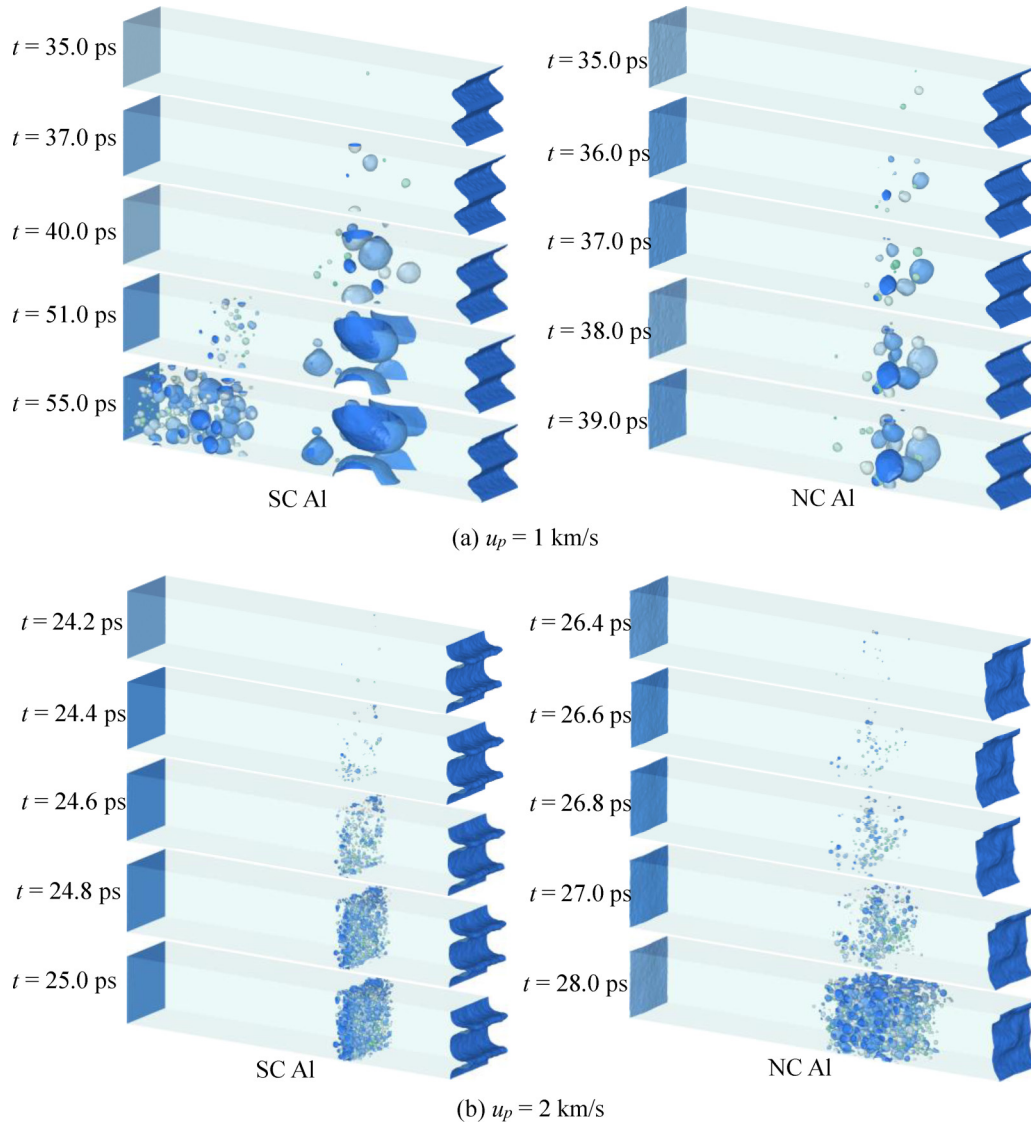 t = 35.0 ps
t = 37.0 ps
t = 40.0 ps
t = 51.0 ps
t = 55.0 ps
SC Al
t = 35.0 ps
t = 36.0 ps
t = 37.0 ps
t = 38.0 ps
t = 39.0 ps
NC Al
(a) uₚ = 1 km/s
t = 24.2 ps
t = 24.4 ps
t = 24.6 ps
t = 24.8 ps
t = 25.0 ps
SC Al
t = 26.4 ps
t = 26.6 ps
t = 26.8 ps
t = 27.0 ps
t = 28.0 ps
NC Al
(b) uₚ = 2 km/s